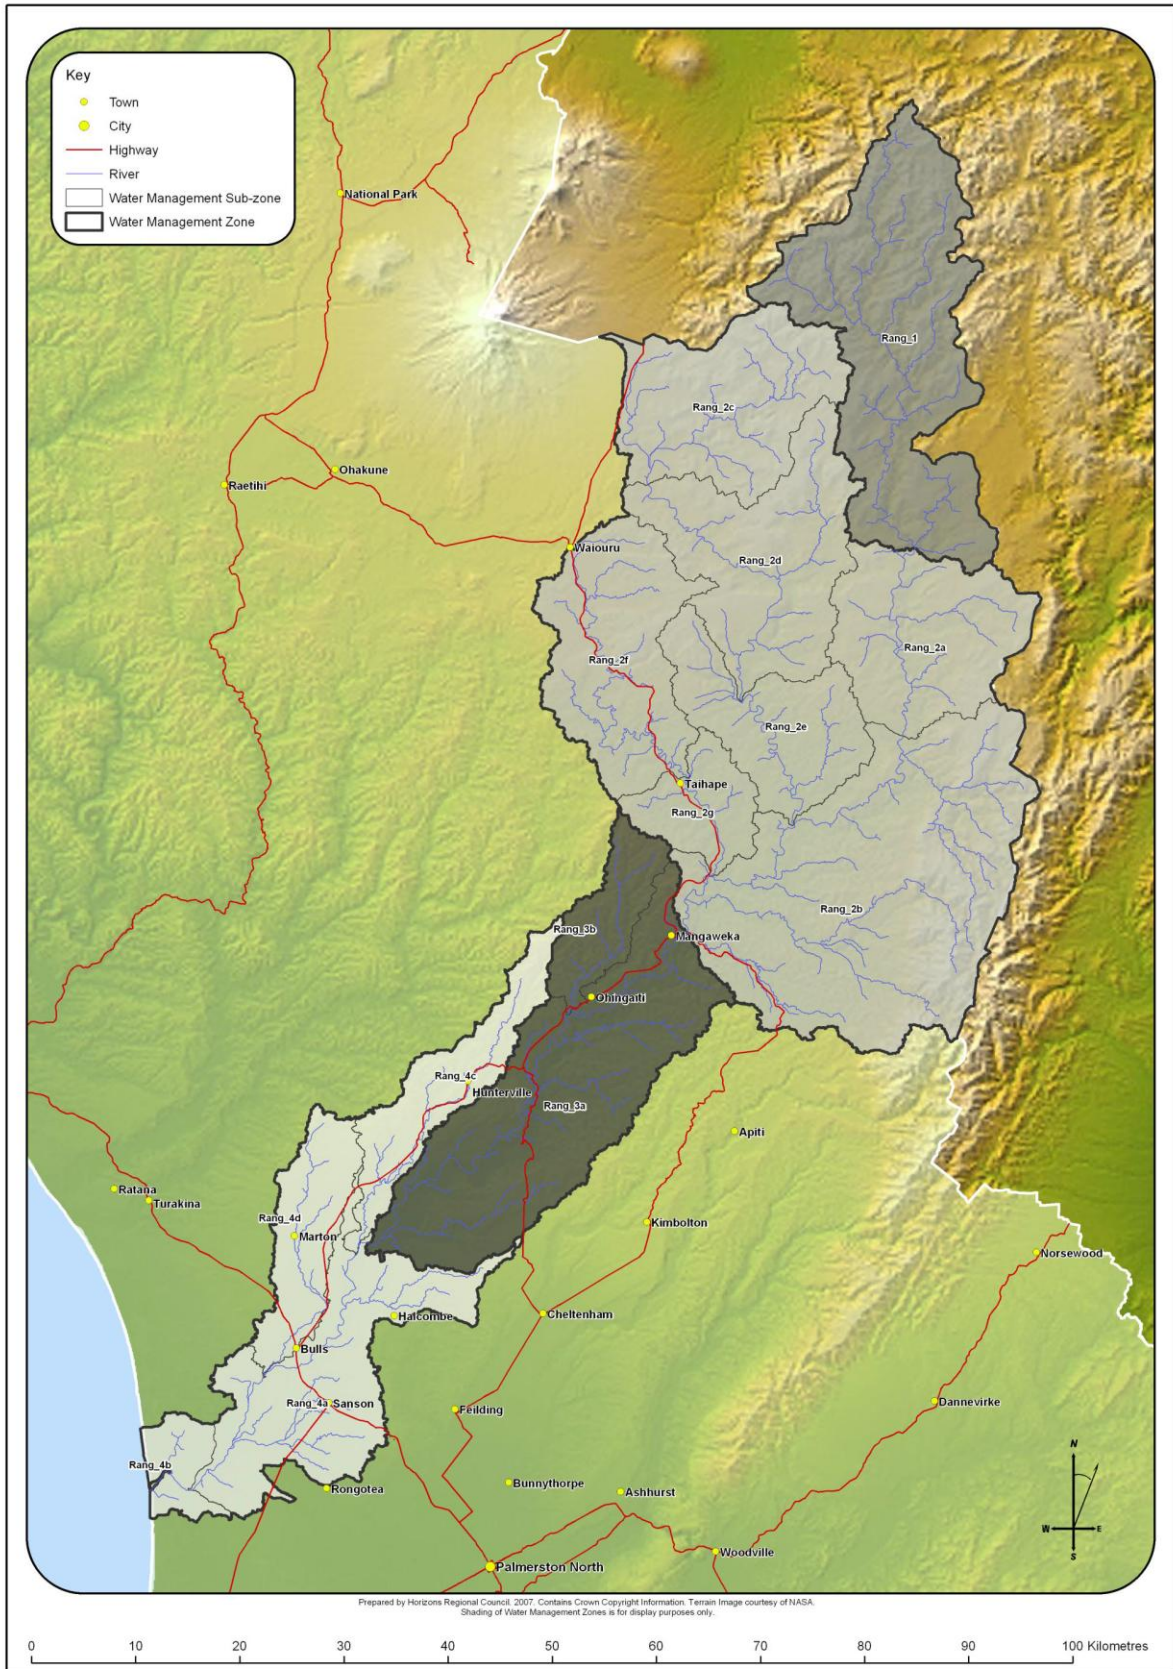 Key
Town
City
Highway
River
Water Management Sub-zone
Water Management Zone
National Park
Rang_1
Rang_2c
Ohakune
Raetihi
Waiouru
Rang_2d
Rang_2a
Rang_2f
Rang_2e
Taihape
Rang_2g
Rang_2b
Rang_3b
Mangaweka
Ohingaiti
Rang_4c
Hunterville
Rang_3a
Apiti
Ratana
Turakina
Rang_4d
Marton
Kimbolton
Norsewood
Halcombe
Cheltenham
Bulls
Rang_4a
Sanson
Feilding
Dannevirke
Rang_4b
Rongotea
Bunnythorpe
Ashhurst
Woodville
Palmerston North
N
W E
S
Prepared by Horizons Regional Council. 2007. Contains Crown Copyright Information. Terrain Image courtesy of NASA.
Shading of Water Management Zones is for display purposes only.
0 10 20 30 40 50 60 70 80 90 100 Kilometres